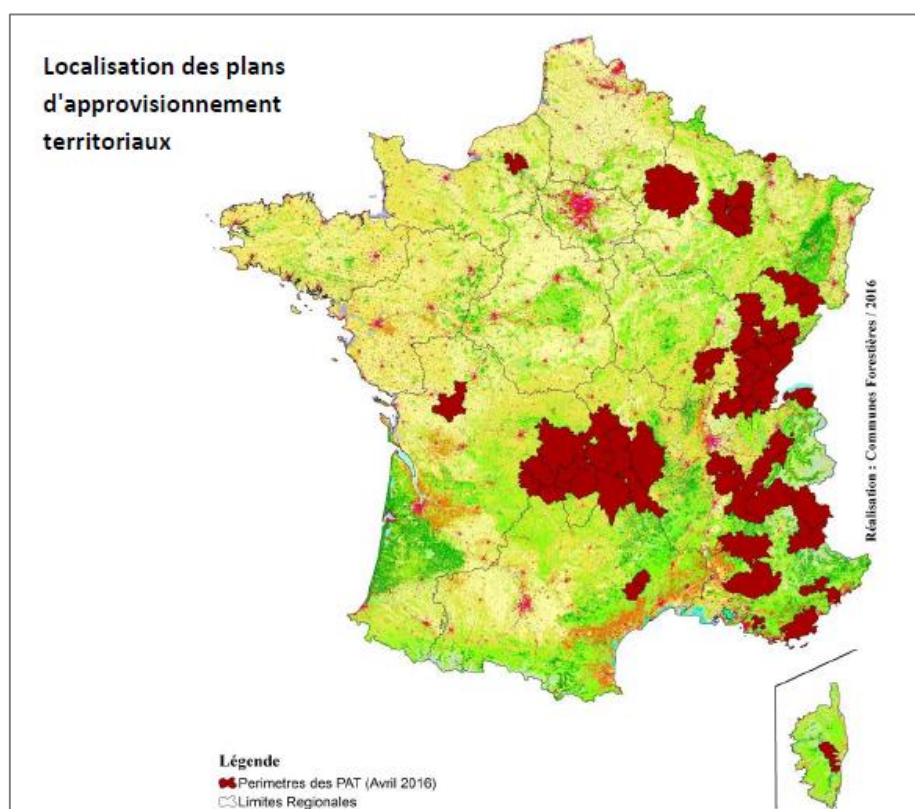 Localisation des plans
d'approvisionnement
territoriaux
Réalisation : Communes Forestières / 2016
Légende
Perimetres des PAT (Avril 2016)
Limites Regionales